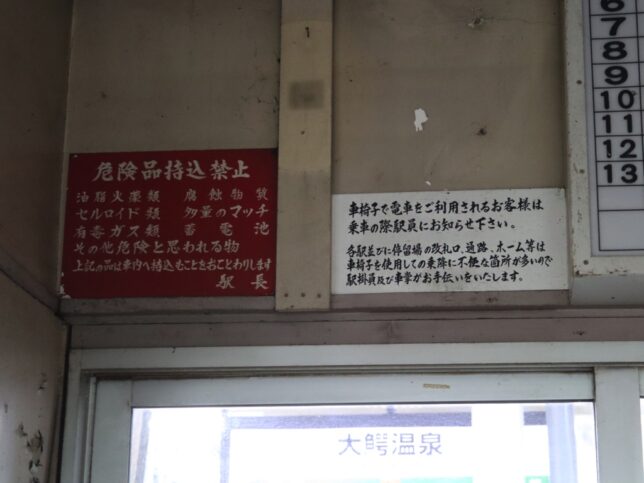 危険品持込禁止
油脂火薬類 腐蝕物質
セルロイド類 多量のマッチ
有毒ガス類 蓄電池
その他危険と思われる物
上記の品は車内へ持込むことをおことわりします
駅長
1
車椅子で電車をご利用されるお客様は
乗車の際駅員にお知らせ下さい。
各駅並びに停留場の改札口、通路、ホーム等は
車椅子を使用しての乗降に不便な箇所が多いので
駅掛員及び車掌がお手伝いをいたします。
6
7
8
9
10
11
12
13
大鰐温泉